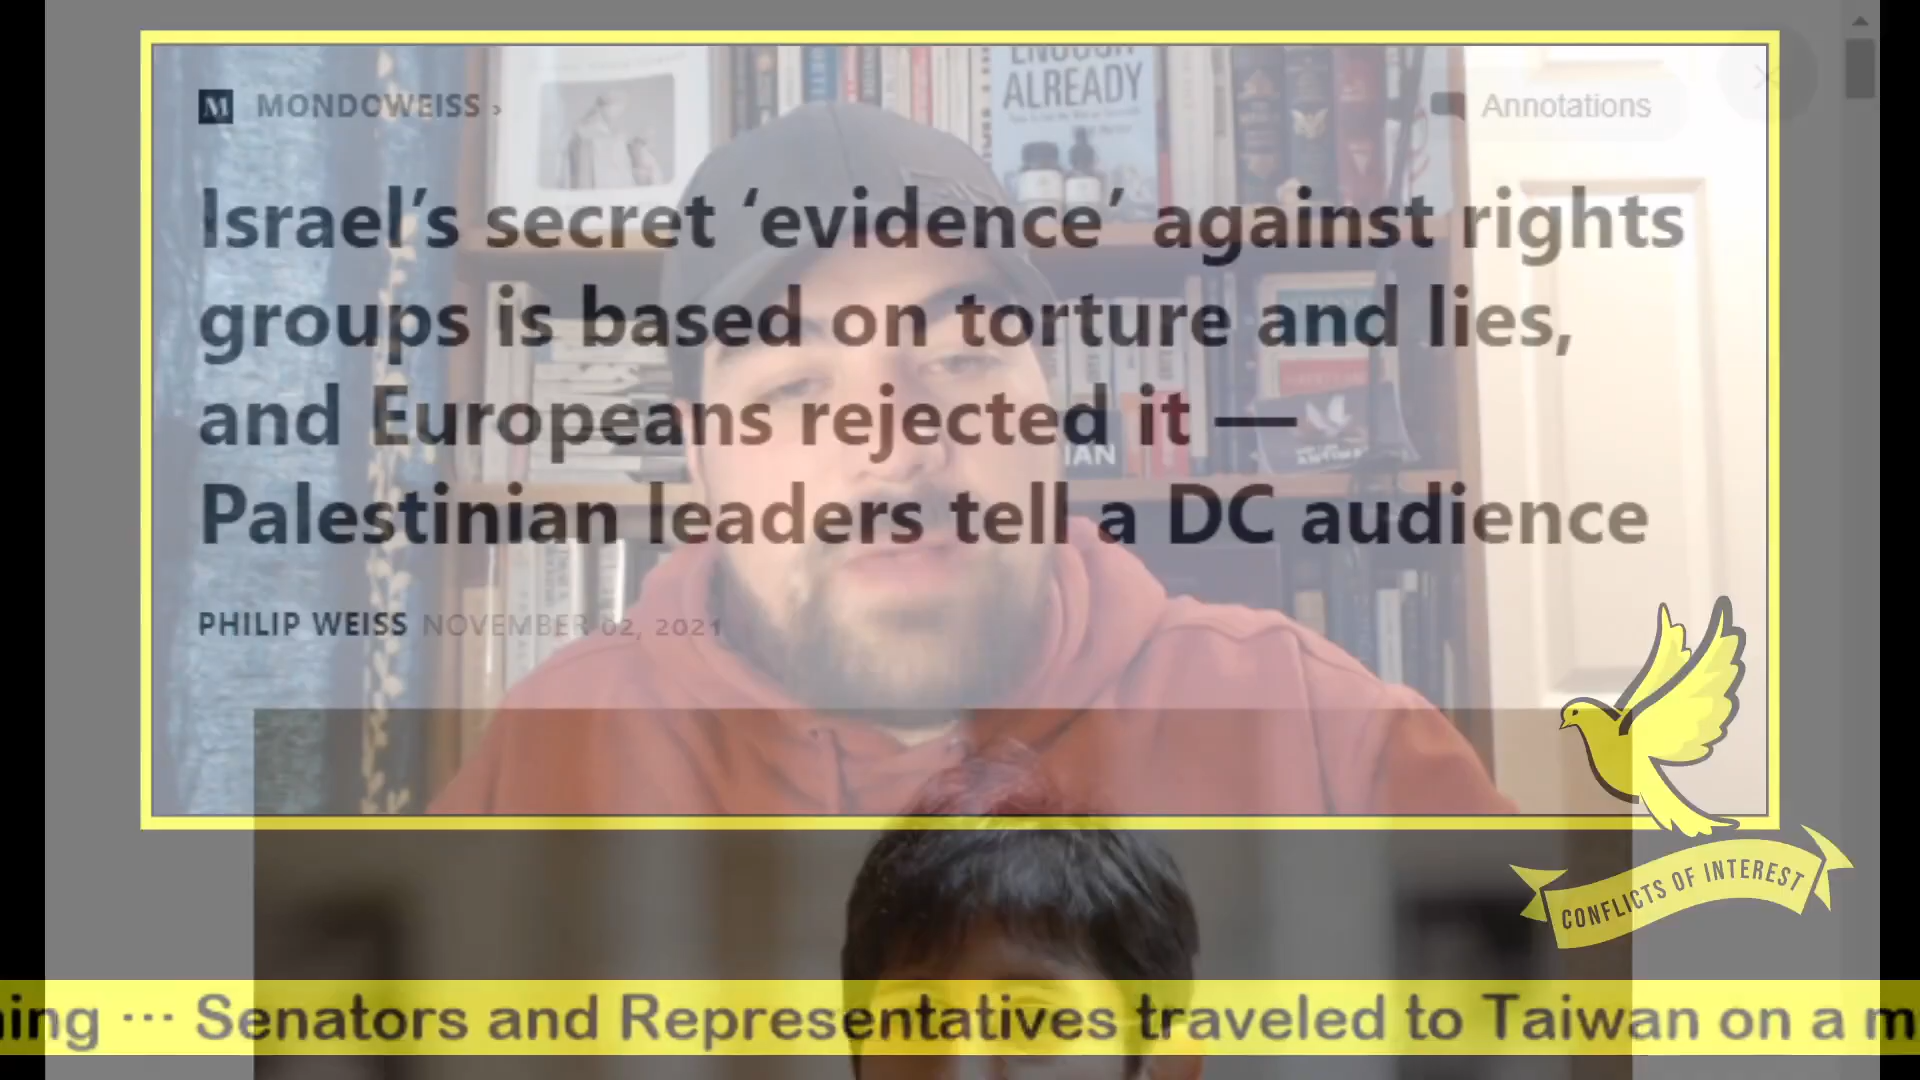 ENOUGH
ALREADY
M MONDOWEISS ›
Annotations
Israel's secret 'evidence' against rights
groups is based on torture and lies,
and Europeans rejected it —
Palestinian leaders tell a DC audience
IAN
PHILIP WEISS NOVEMBER 02, 2021
CONFLICTS OF INTEREST
ing ··· Senators and Representatives traveled to Taiwan on a m